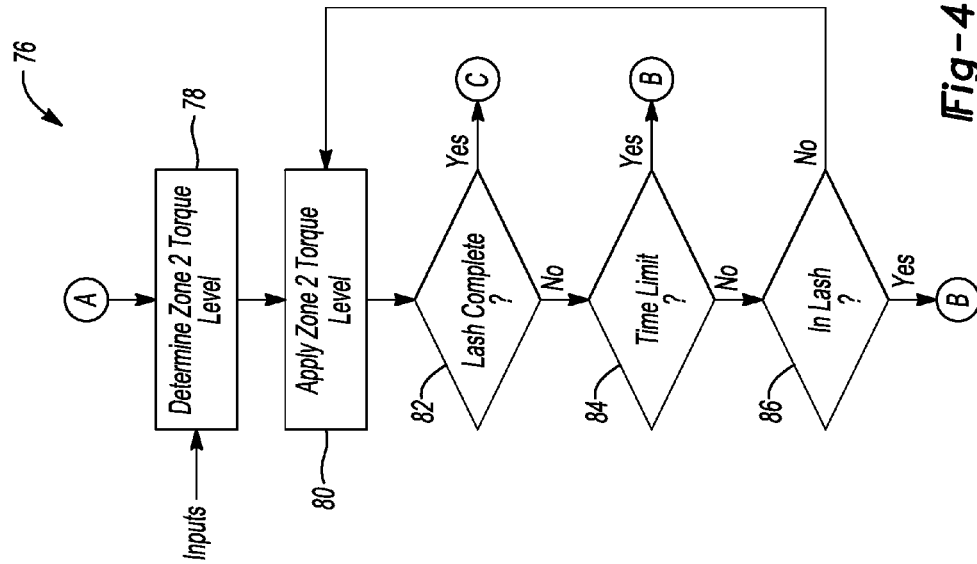 76
A
Inputs
Determine Zone 2 Torque
Level
78
Apply Zone 2 Torque
Level
80
Lash Complete
?
82
Yes
C
No
Time Limit
?
84
Yes
B
No
In Lash
?
86
No
Yes
B
Fig-4